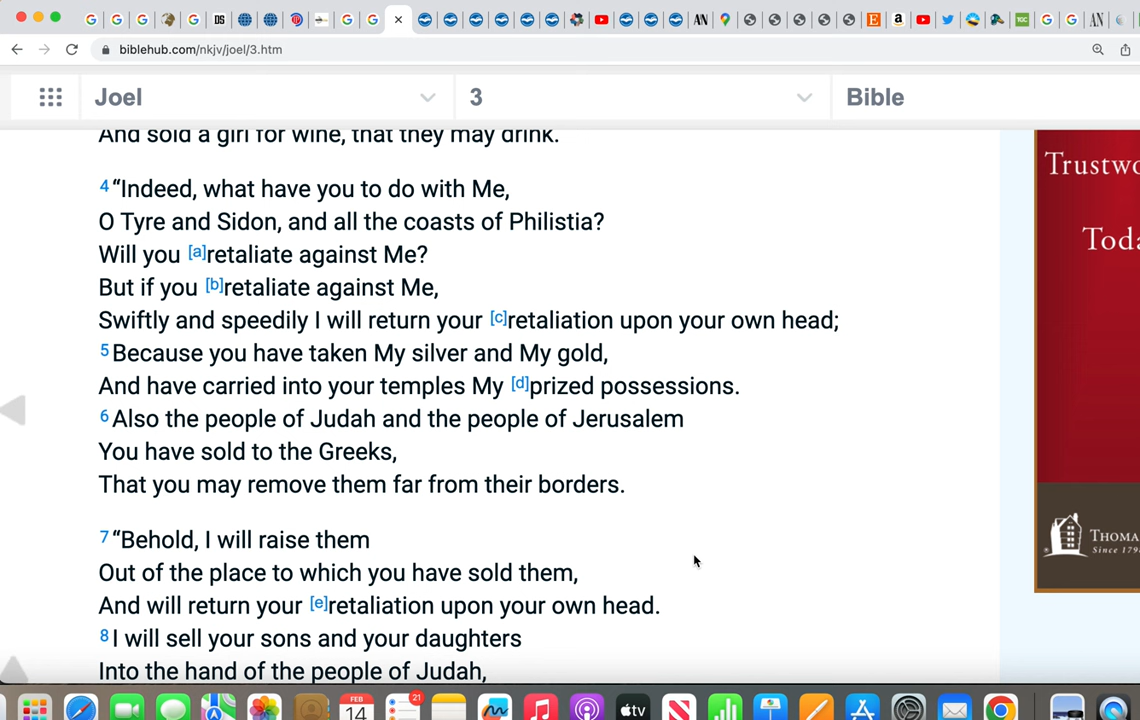 DS
AN
TGC
AN
biblehub.com/nkjv/joel/3.htm
Joel
3
Bible
And sold a girl for wine, that they may drink.
4 “Indeed, what have you to do with Me,
O Tyre and Sidon, and all the coasts of Philistia?
Will you [a]retaliate against Me?
But if you [b]retaliate against Me,
Swiftly and speedily I will return your [c]retaliation upon your own head;
5 Because you have taken My silver and My gold,
And have carried into your temples My [d]prized possessions.
6 Also the people of Judah and the people of Jerusalem
You have sold to the Greeks,
That you may remove them far from their borders.
7 “Behold, I will raise them
Out of the place to which you have sold them,
And will return your [e]retaliation upon your own head.
8 I will sell your sons and your daughters
Into the hand of the people of Judah,
Trustwo
Toda
THOMA
Since 179
FEB
14
21
tv